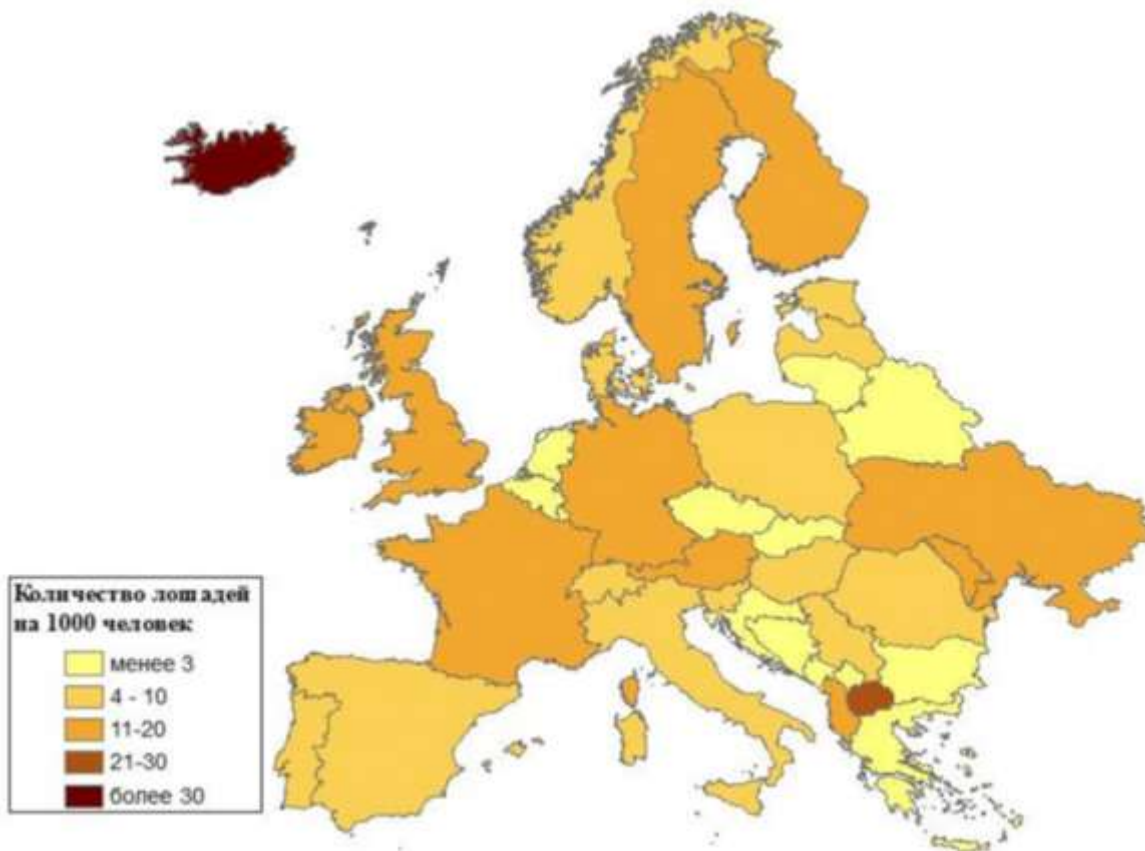 Количество лошадей
на 1000 человек
менее 3
4 - 10
11-20
21-30
более 30